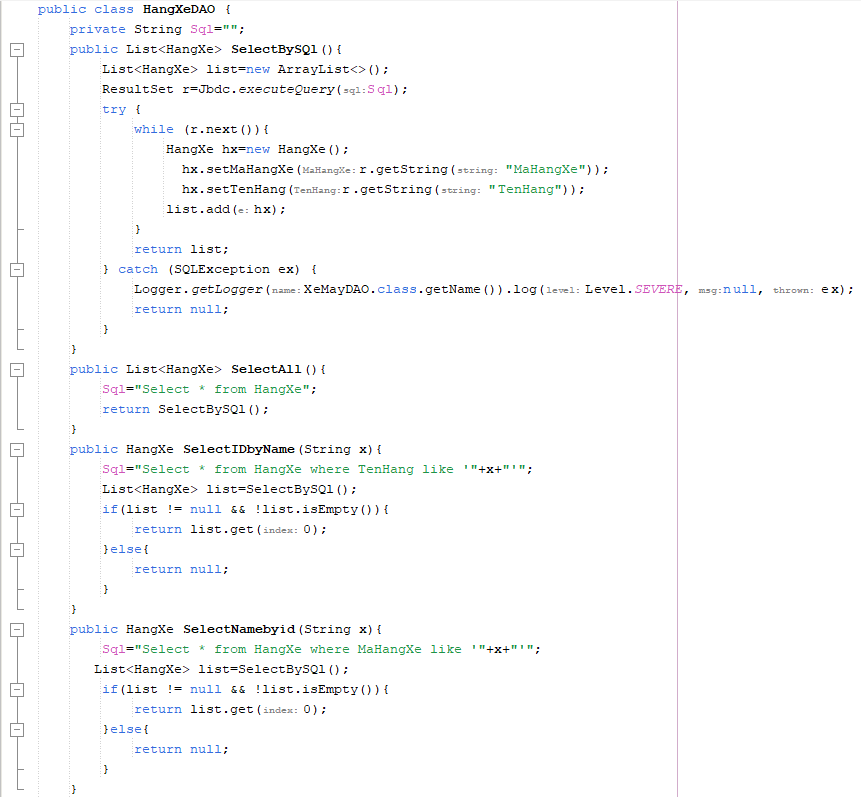 public class HangXeDAO {
    private String Sql="";
    public List<HangXe> SelectBySQl(){
        List<HangXe> list=new ArrayList<>();
        ResultSet r=Jbdc.executeQuery(sql:Sql);
        try {
            while (r.next()){
                HangXe hx=new HangXe();
                  hx.setMaHangXe(MaHangXe: r.getString(string: "MaHangXe"));
                  hx.setTenHang(TenHang: r.getString(string: "TenHang"));
                list.add(e: hx);
            }
            return list;
        } catch (SQLException ex) {
            Logger.getLogger(name: XeMayDAO.class.getName()).log(level: Level.SEVERE, msg:null, thrown: ex);
            return null;
        }
    }
    public List<HangXe> SelectAll(){
        Sql="Select * from HangXe";
        return SelectBySQl();
    }
    public HangXe SelectIDbyName(String x){
        Sql="Select * from HangXe where TenHang like '"+x+"'";
        List<HangXe> list=SelectBySQl();
        if(list != null && !list.isEmpty()){
            return list.get(index: 0);
        }else{
            return null;
        }
    }
    public HangXe SelectNamebyid(String x){
        Sql="Select * from HangXe where MaHangXe like '"+x+"'";
       List<HangXe> list=SelectBySQl();
        if(list != null && !list.isEmpty()){
            return list.get(index: 0);
        }else{
            return null;
        }
    }